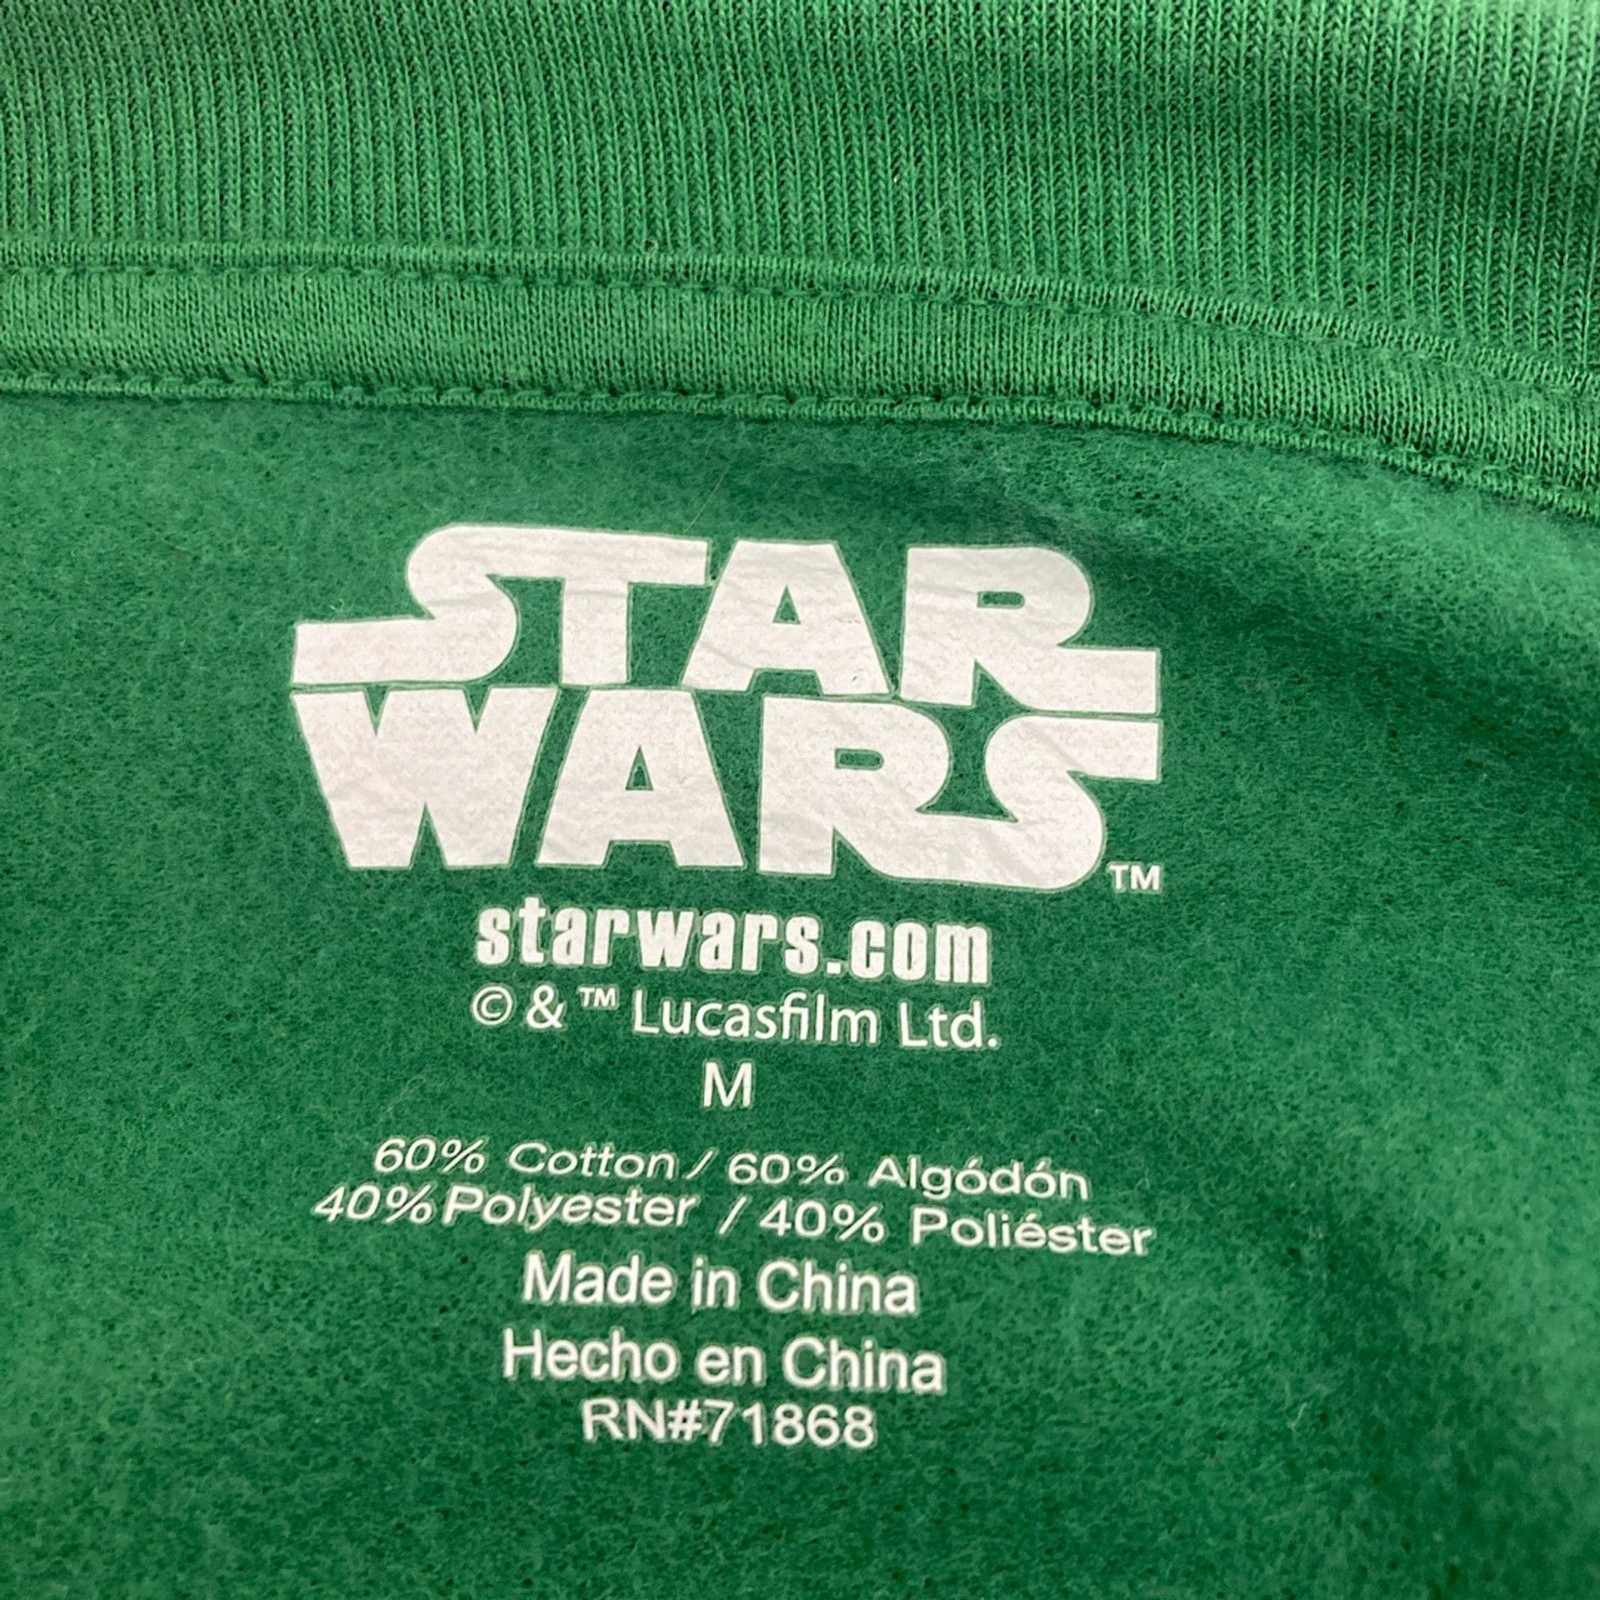 STAR
WARS™
starwars.com
©&™ Lucasfilm Ltd.
M
60% Cotton / 60% Algódón
40% Polyester / 40% Poliéster
Made in China
Hecho en China
RN#71868